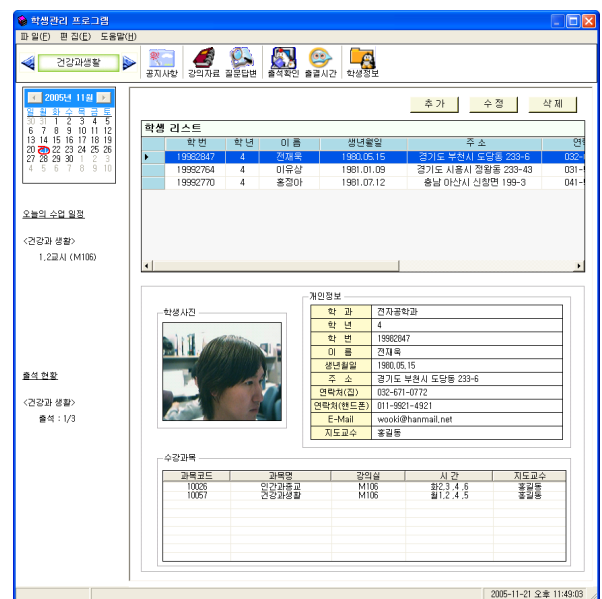 학생관리 프로그램
파일(F) 편집(E) 도움말(H)
건강과생활
공지사항 강의자료 질문답변 출석확인 출결시간 학생정보
2005년 11월
일 월 화 수 목 금 토
30 31 1 2 3 4 5
6 7 8 9 10 11 12
13 14 15 16 17 18 19
20 21 22 23 24 25 26
27 28 29 30 1 2 3
4 5 6 7 8 9 10
오늘의 수업 일정
<건강과 생활>
1,2교시 (M106)
출석 현황
<건강과 생활>
출석 : 1/3
추 가 수 정 삭 제
학생 리스트
학 번 학 년 이 름 생년월일 주 소 연
19982847 4 전재욱 1980.05.15 경기도 부천시 도당동 233-6 032-
19992764 4 이유상 1981.01.09 경기도 시흥시 정왕동 233-43 031-
19992770 4 홍정아 1981.07.12 충남 아산시 신창면 199-3 041-
학생사진
개인정보
학 과 전자공학과
학 년 4
학 번 19982847
이 름 전재욱
생년월일 1980.05.15
주 소 경기도 부천시 도당동 233-6
연락처(집) 032-671-0772
연락처(핸드폰) 011-9921-4921
E-Mail wooki@hanmail.net
지도교수 홍길동
수강과목
과목코드 과목명 강의실 시 간 지도교수
10026 인간과종교 M106 화2,3 ,4 ,6 홍길동
10057 건강과생활 M106 월1,2 ,4 ,5 홍길동
2005-11-21 오후 11:49:03